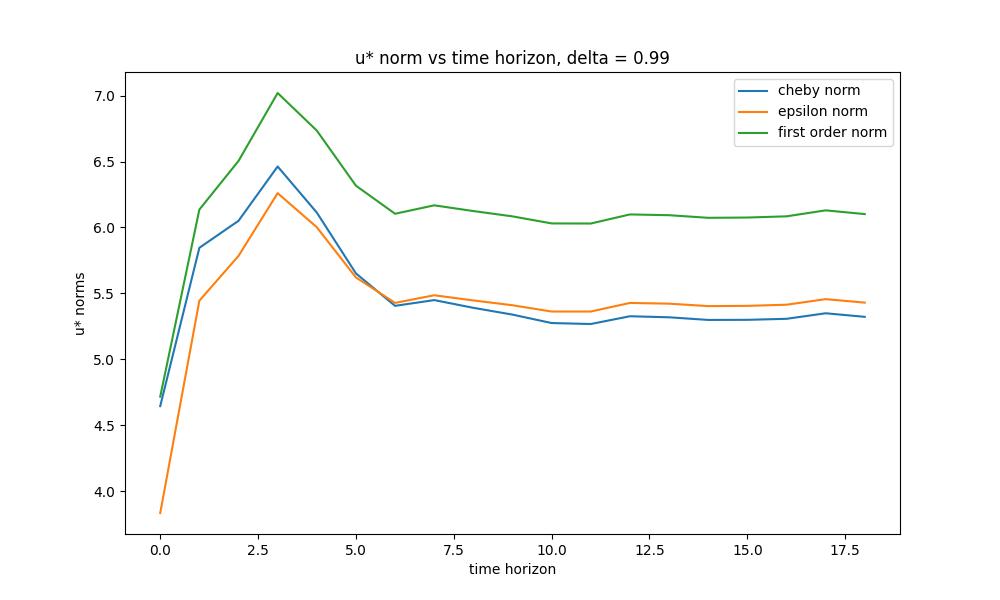 u* norm vs time horizon, delta = 0.99
cheby norm
epsilon norm
first order norm
7.0
6.5
6.0
5.5
5.0
4.5
4.0
u* norms
0.0 2.5 5.0 7.5 10.0 12.5 15.0 17.5
time horizon